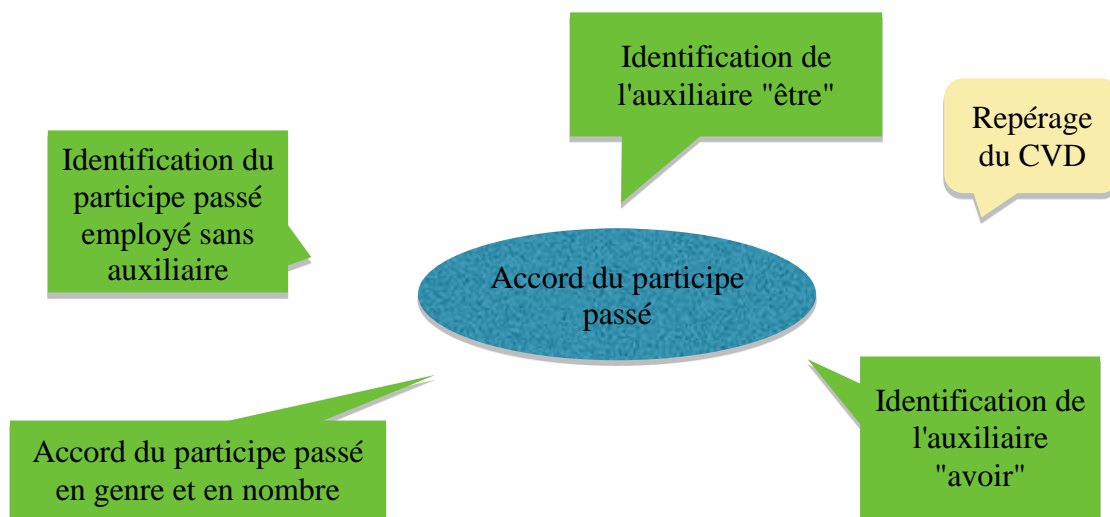 Identification de
l'auxiliaire "être"
Repérage
du CVD
Identification du
participe passé
employé sans
auxiliaire
Accord du participe
passé
Identification de
l'auxiliaire
"avoir"
Accord du participe passé
en genre et en nombre